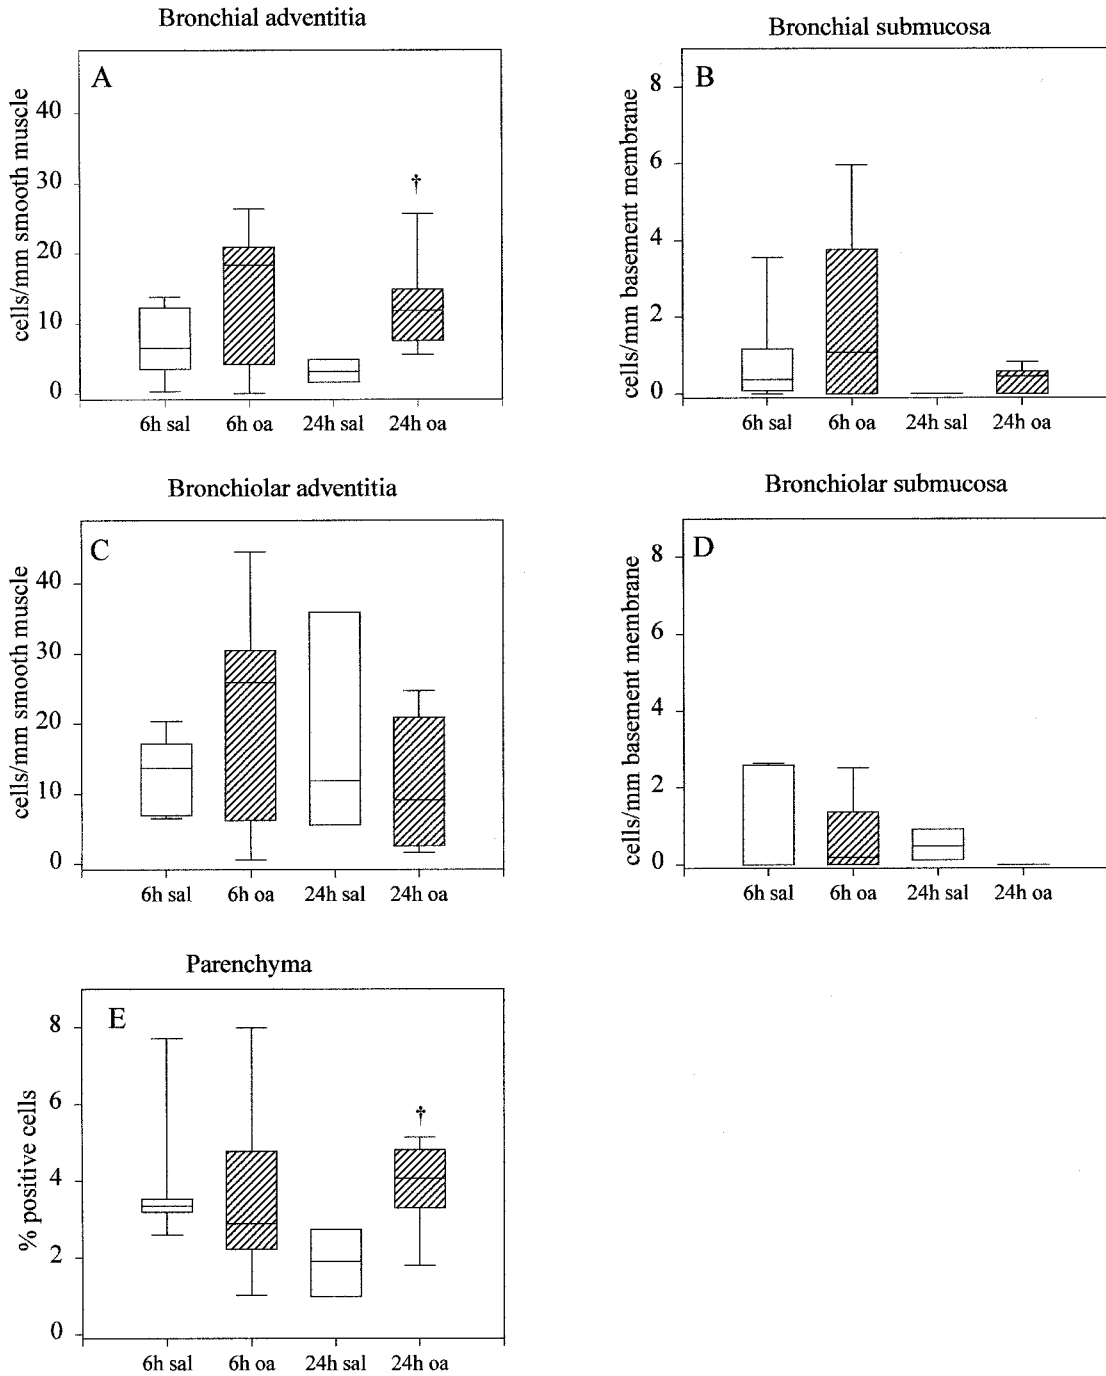 Bronchial adventitia
A
cells/mm smooth muscle
40
30
20
10
0
†
6h sal 6h oa 24h sal 24h oa
Bronchial submucosa
B
cells/mm basement membrane
8
6
4
2
0
6h sal 6h oa 24h sal 24h oa
Bronchiolar adventitia
C
cells/mm smooth muscle
40
30
20
10
0
6h sal 6h oa 24h sal 24h oa
Bronchiolar submucosa
D
cells/mm basement membrane
8
6
4
2
0
6h sal 6h oa 24h sal 24h oa
Parenchyma
E
% positive cells
8
6
4
2
0
†
6h sal 6h oa 24h sal 24h oa